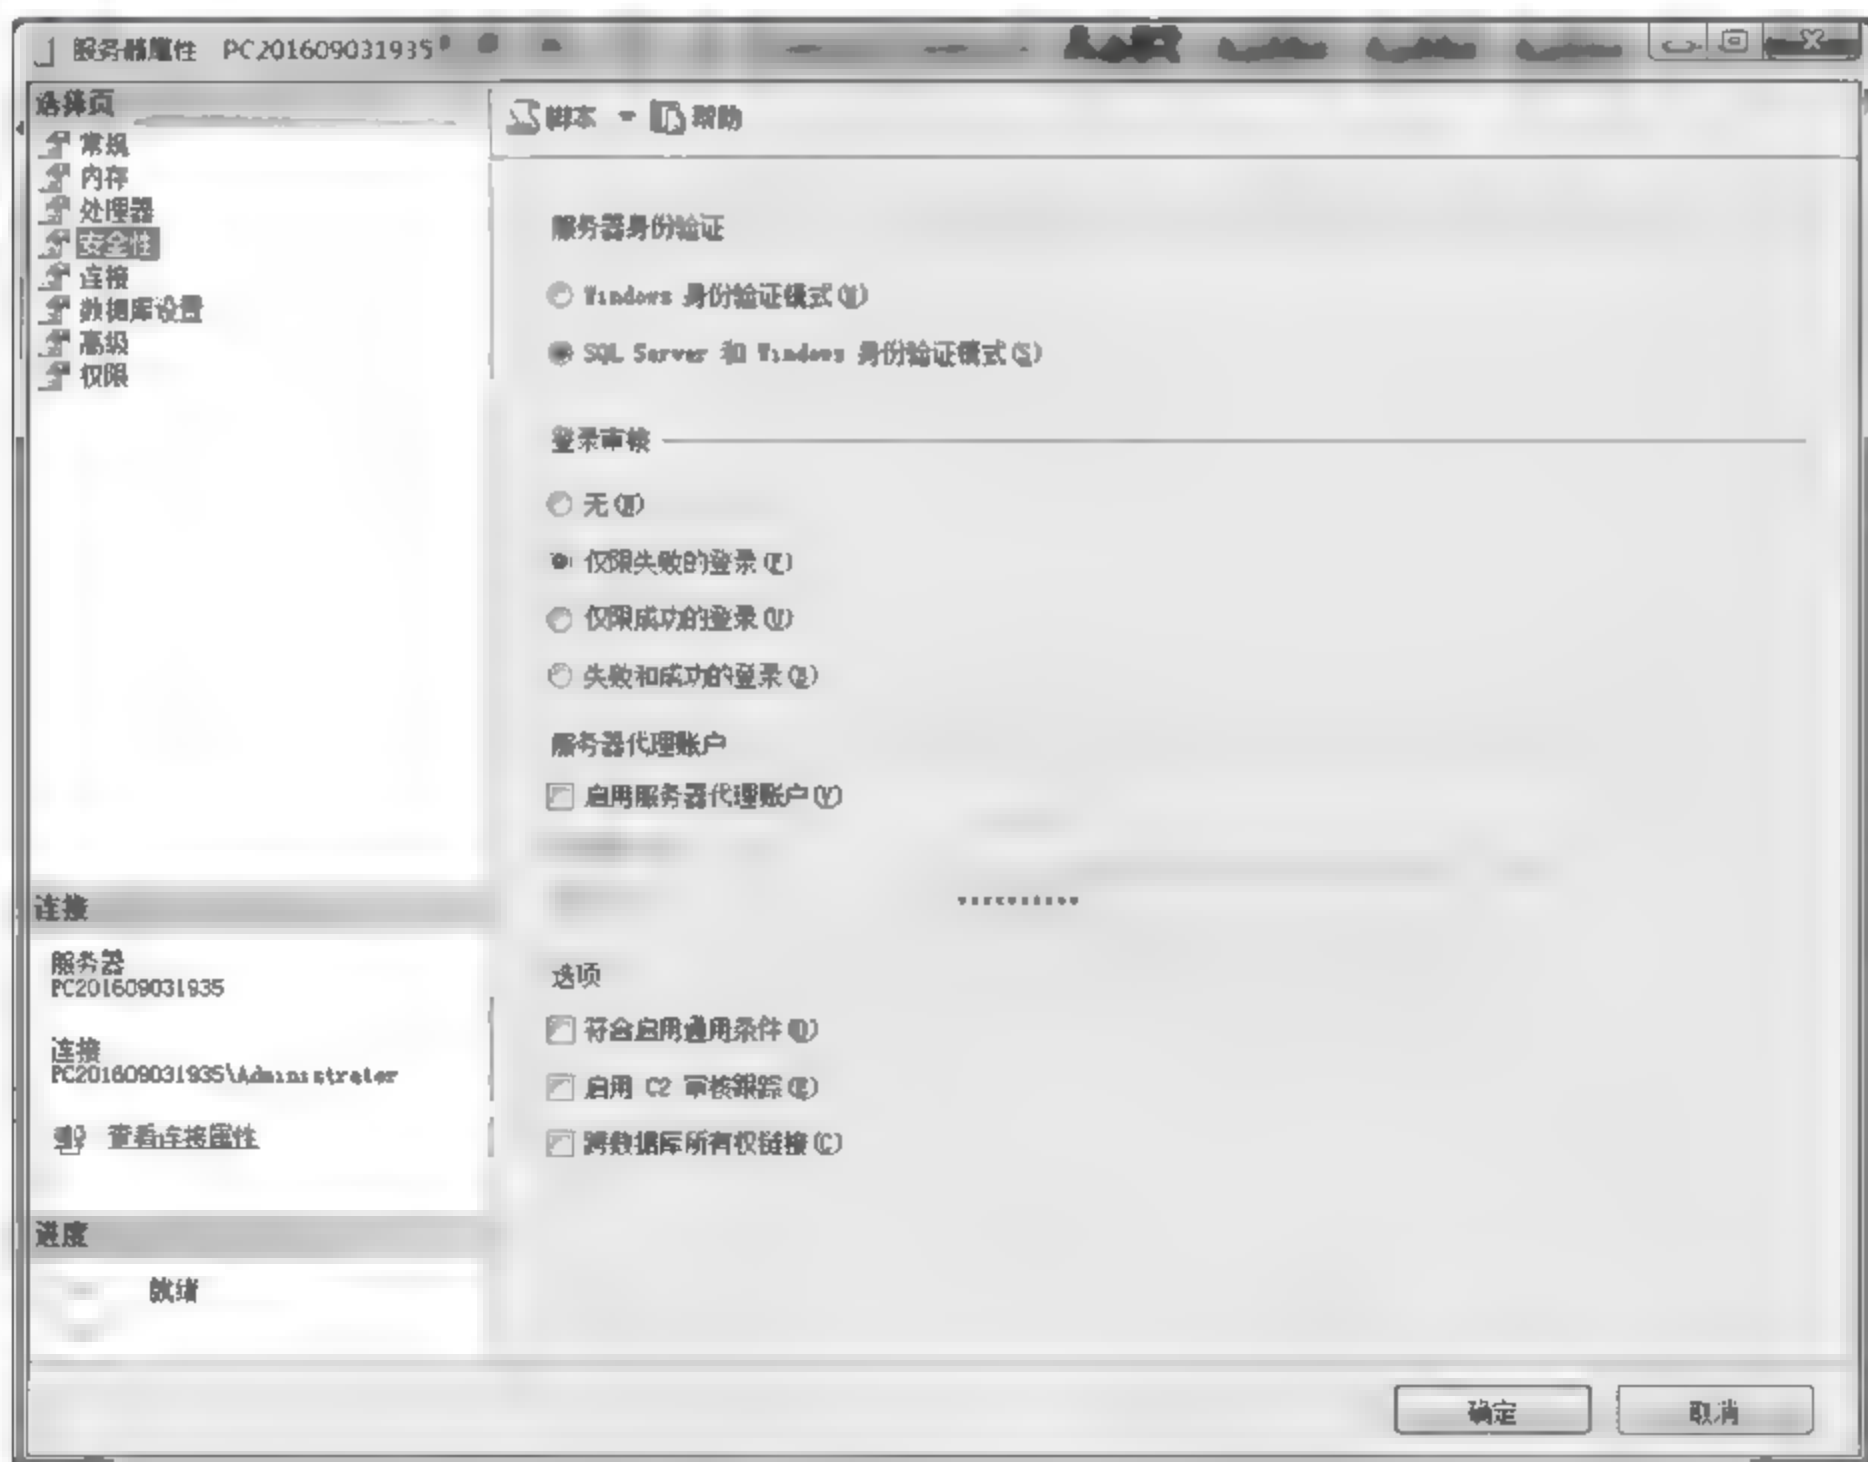 服务器属性 PC201609031935
选择页
常规
内存
处理器
安全性
连接
数据库设置
高级
权限
脚本 帮助
服务器身份验证
Windows 身份验证模式(W)
SQL Server 和 Windows 身份验证模式(S)
登录审核
无(N)
仅限失败的登录(F)
仅限成功的登录(U)
失败和成功的登录(B)
服务器代理账户
启用服务器代理账户(Y)
选项
符合启用通用条件
启用 C2 审核跟踪(E)
跨数据库所有权链接(C)
连接
服务器
PC201609031935
连接
PC201609031935\Administrator
查看连接属性
进度
就绪
确定
取消